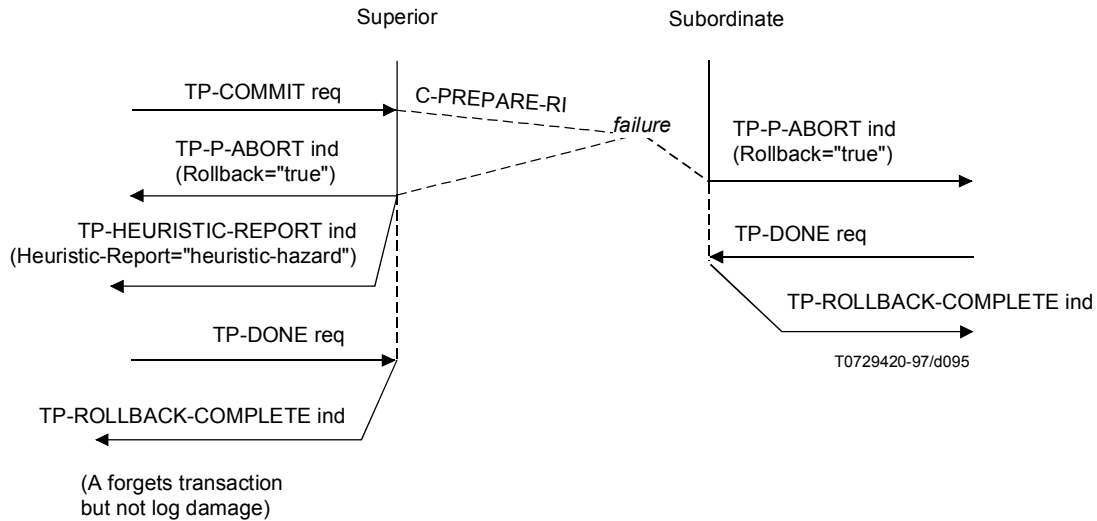 Superior
Subordinate
TP-COMMIT req
C-PREPARE-RI
failure
TP-P-ABORT ind
(Rollback="true")
TP-P-ABORT ind
(Rollback="true")
TP-HEURISTIC-REPORT ind
(Heuristic-Report="heuristic-hazard")
TP-DONE req
TP-ROLLBACK-COMPLETE ind
TP-DONE req
T0729420-97/d095
TP-ROLLBACK-COMPLETE ind
(A forgets transaction
but not log damage)